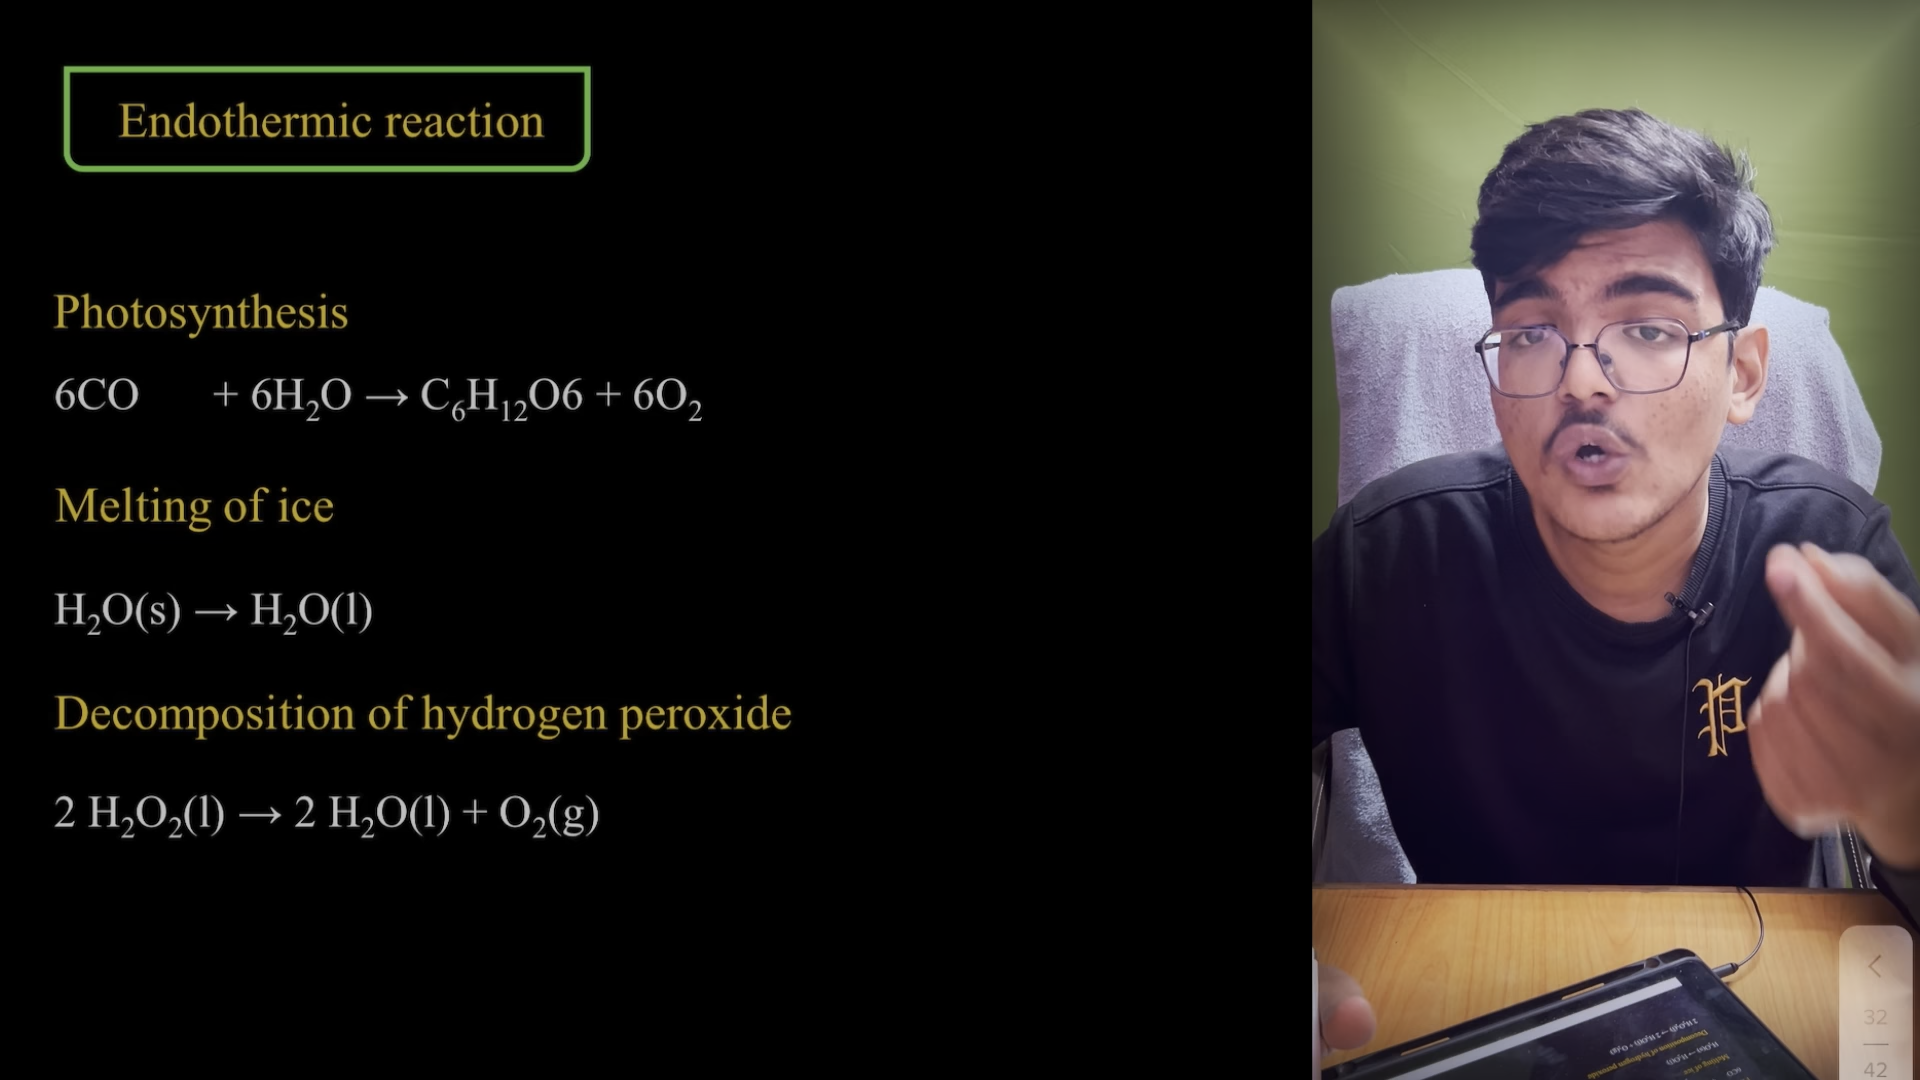 Endothermic reaction
Photosynthesis
6CO + 6H₂O → C₆H₁₂O6 + 6O₂
Melting of ice
H₂O(s) → H₂O(l)
Decomposition of hydrogen peroxide
2 H₂O₂(l) → 2 H₂O(l) + O₂(g)
P
32
42